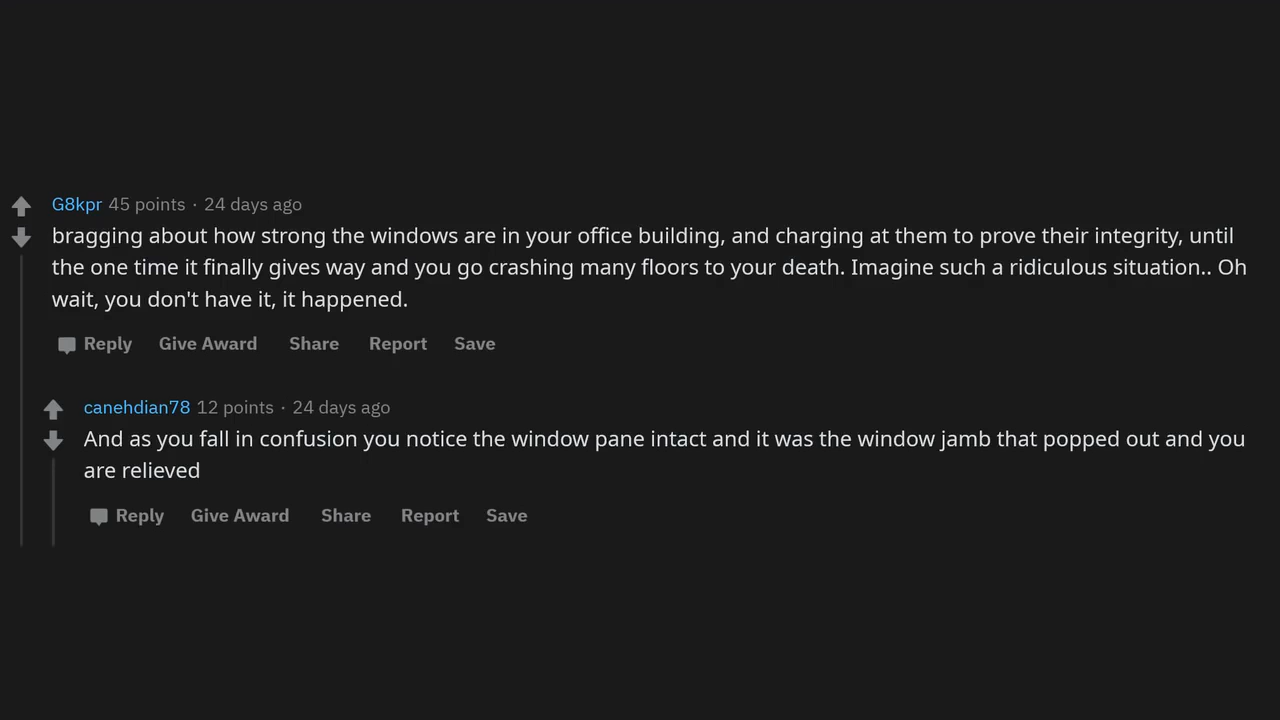 G8kpr 45 points · 24 days ago
bragging about how strong the windows are in your office building, and charging at them to prove their integrity, until
the one time it finally gives way and you go crashing many floors to your death. Imagine such a ridiculous situation.. Oh
wait, you don't have it, it happened.
Reply Give Award Share Report Save
canehdian78 12 points · 24 days ago
And as you fall in confusion you notice the window pane intact and it was the window jamb that popped out and you
are relieved
Reply Give Award Share Report Save